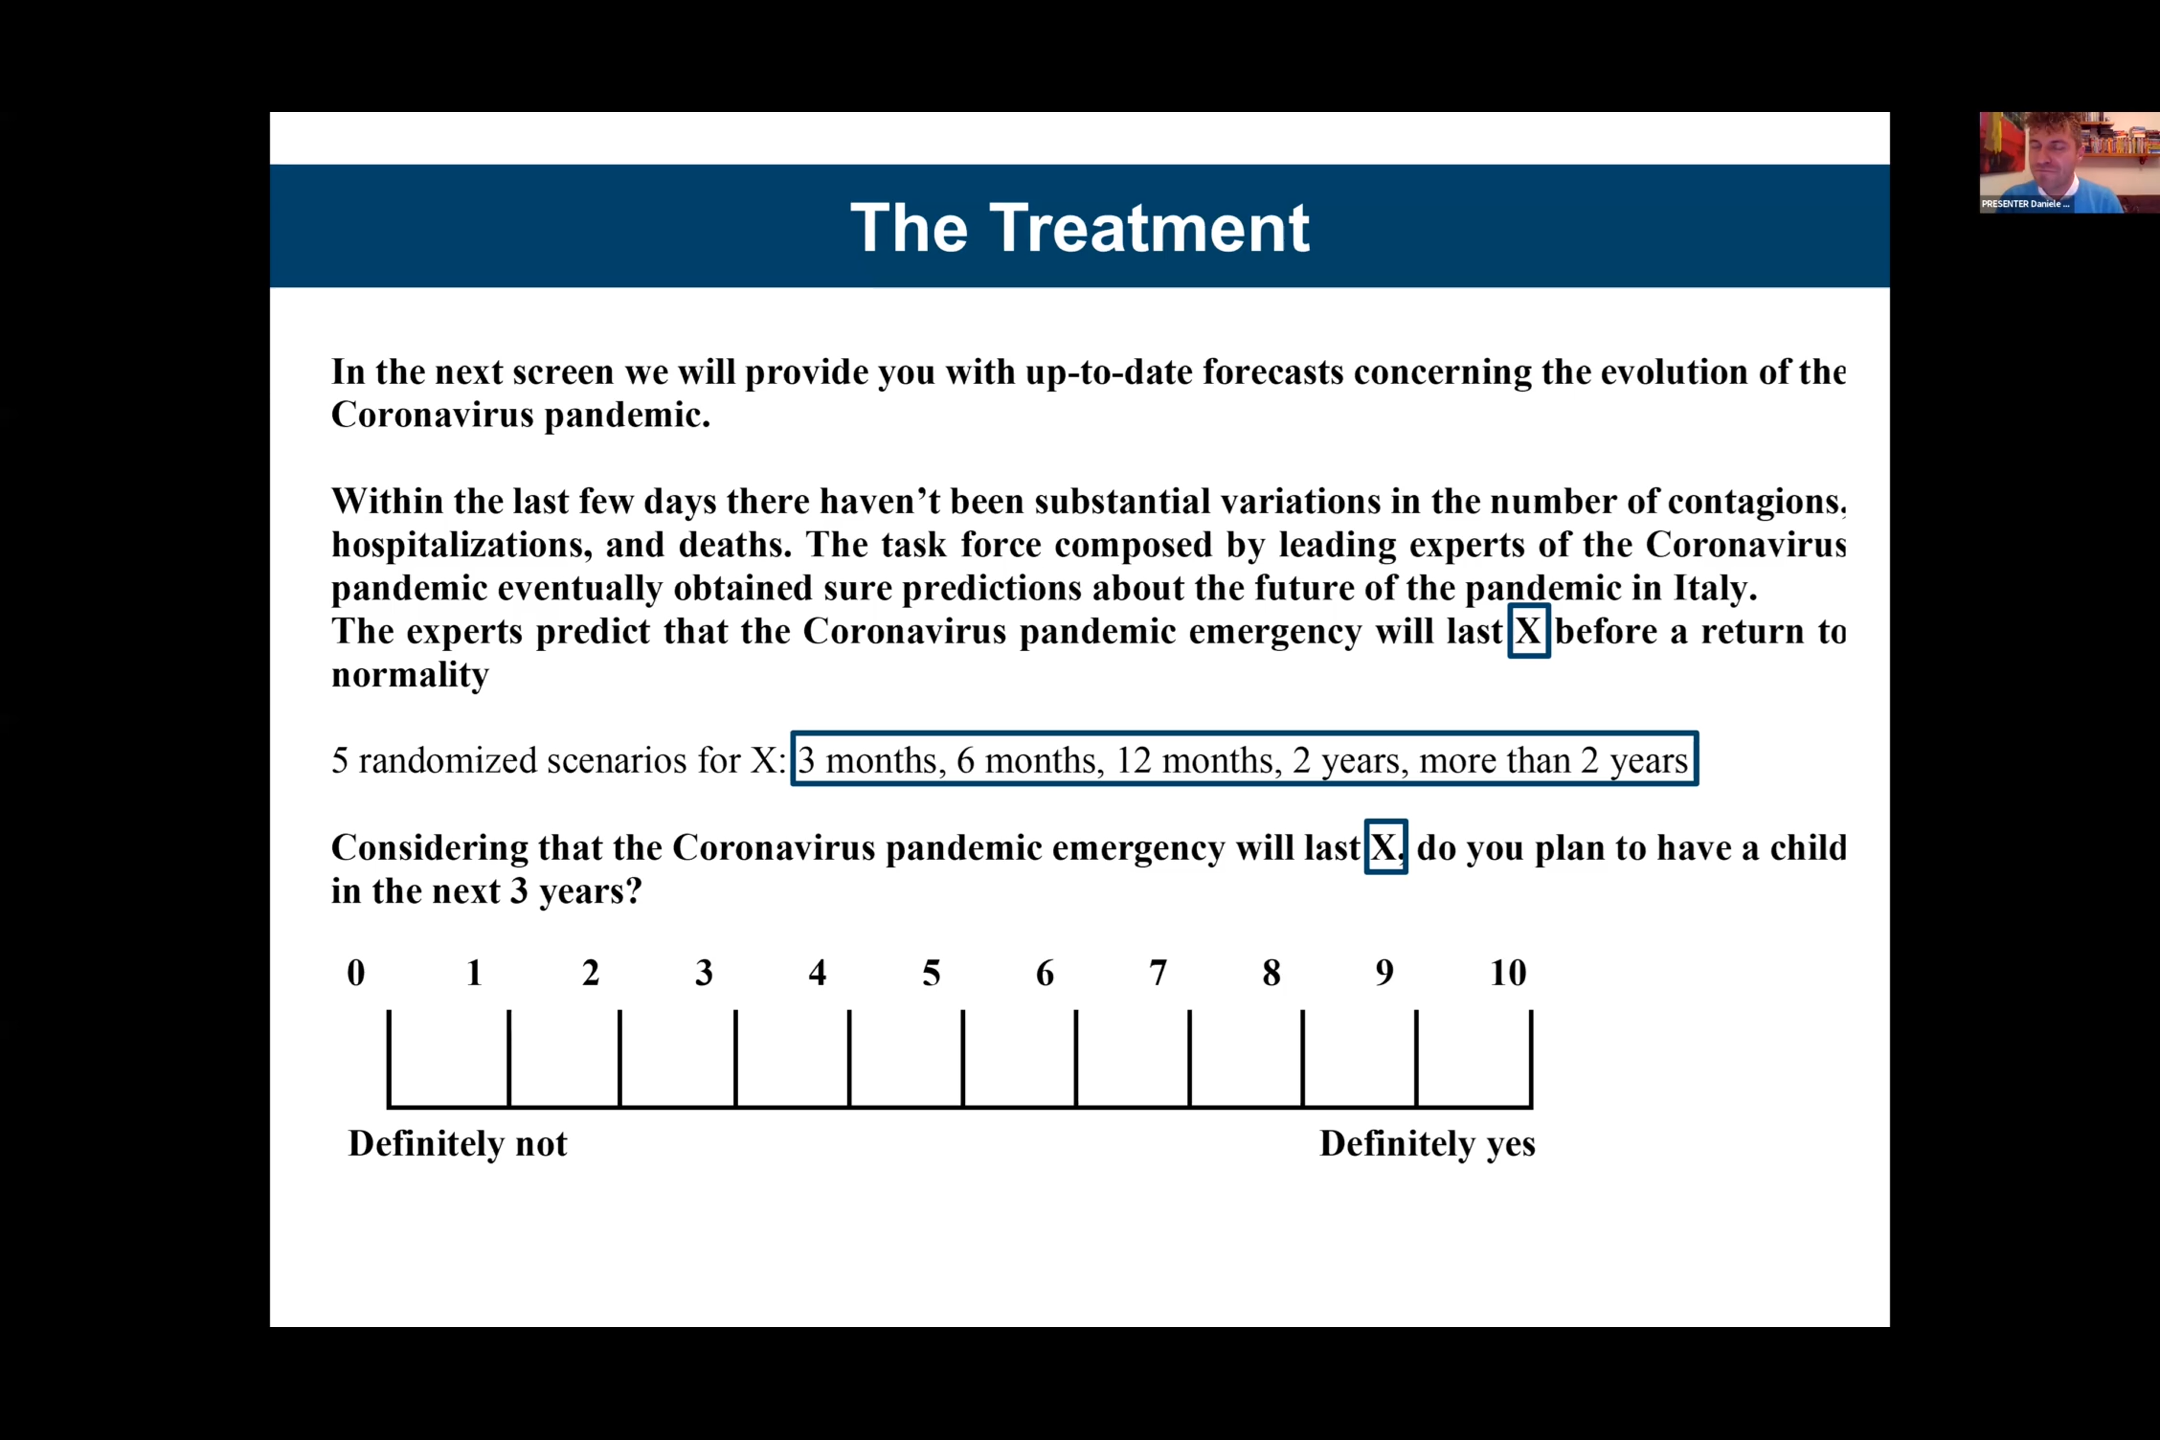 The Treatment
PRESENTER Daniele ...
In the next screen we will provide you with up-to-date forecasts concerning the evolution of the
Coronavirus pandemic.
Within the last few days there haven’t been substantial variations in the number of contagions,
hospitalizations, and deaths. The task force composed by leading experts of the Coronavirus
pandemic eventually obtained sure predictions about the future of the pandemic in Italy.
The experts predict that the Coronavirus pandemic emergency will last X before a return to
normality
5 randomized scenarios for X: 3 months, 6 months, 12 months, 2 years, more than 2 years
Considering that the Coronavirus pandemic emergency will last X, do you plan to have a child
in the next 3 years?
0 1 2 3 4 5 6 7 8 9 10
Definitely not Definitely yes